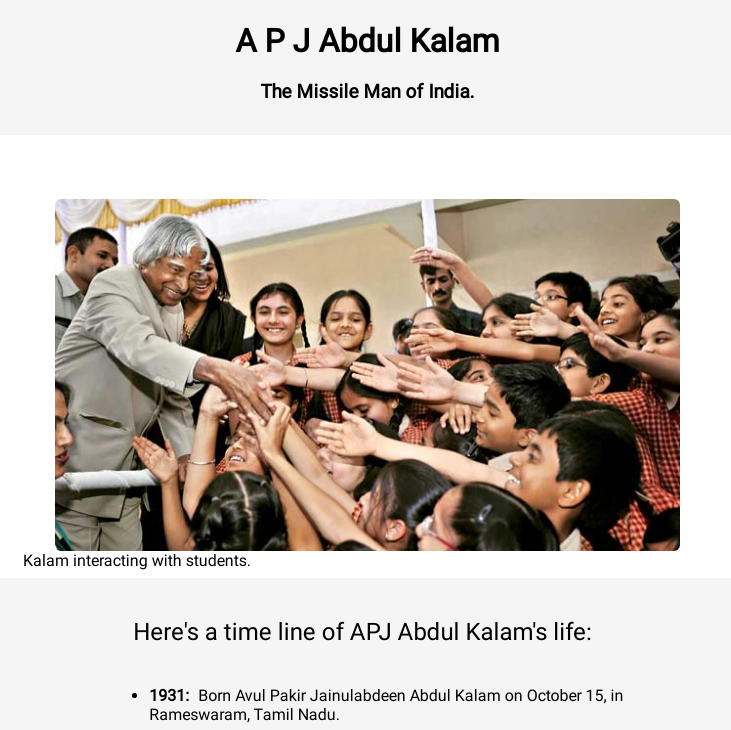 A P J Abdul Kalam
The Missile Man of India.
Kalam interacting with students.
Here's a time line of APJ Abdul Kalam's life:
• 1931: Born Avul Pakir Jainulabdeen Abdul Kalam on October 15, in
Rameswaram, Tamil Nadu.